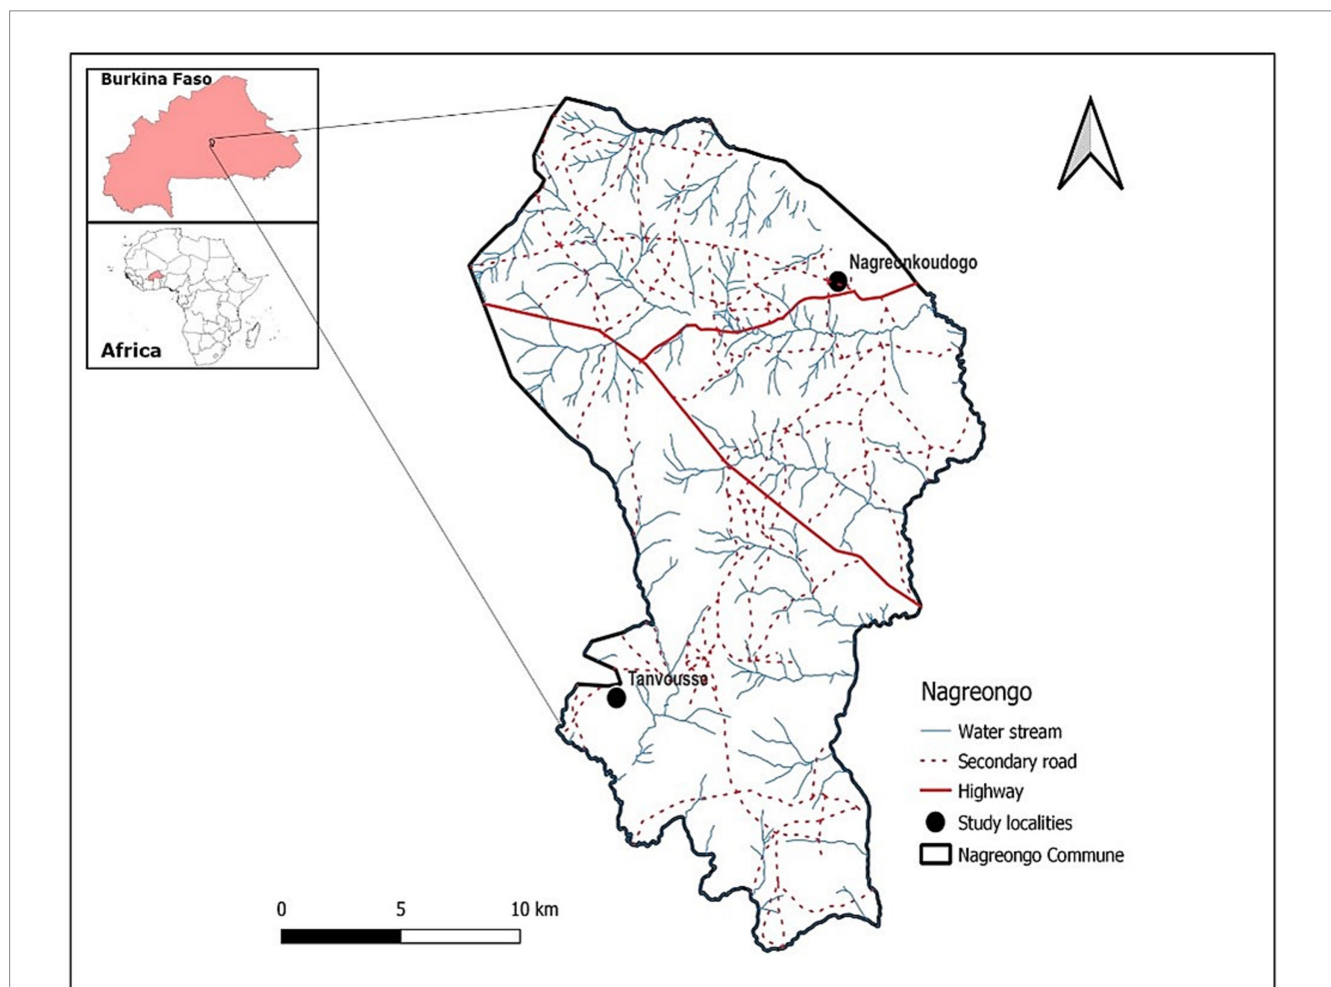 Burkina Faso
Africa
Nagreonkoudogo
Tanvousse
Nagreongo
Water stream
Secondary road
Highway
Study localities
Nagreongo Commune
0 5 10 km